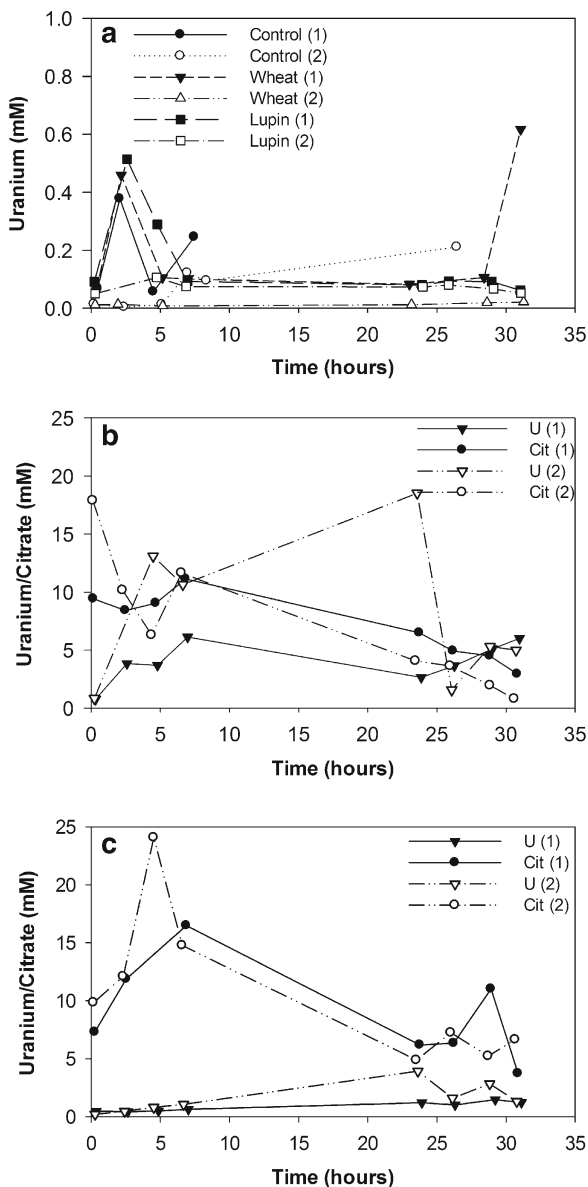 a
Control (1)
Control (2)
Wheat (1)
Wheat (2)
Lupin (1)
Lupin (2)
Uranium (mM)
1.0
0.8
0.6
0.4
0.2
0.0
0 5 10 15 20 25 30 35
Time (hours)
b
U (1)
Cit (1)
U (2)
Cit (2)
Uranium/Citrate (mM)
25
20
15
10
5
0
0 5 10 15 20 25 30 35
Time (hours)
c
U (1)
Cit (1)
U (2)
Cit (2)
Uranium/Citrate (mM)
25
20
15
10
5
0
0 5 10 15 20 25 30 35
Time (hours)